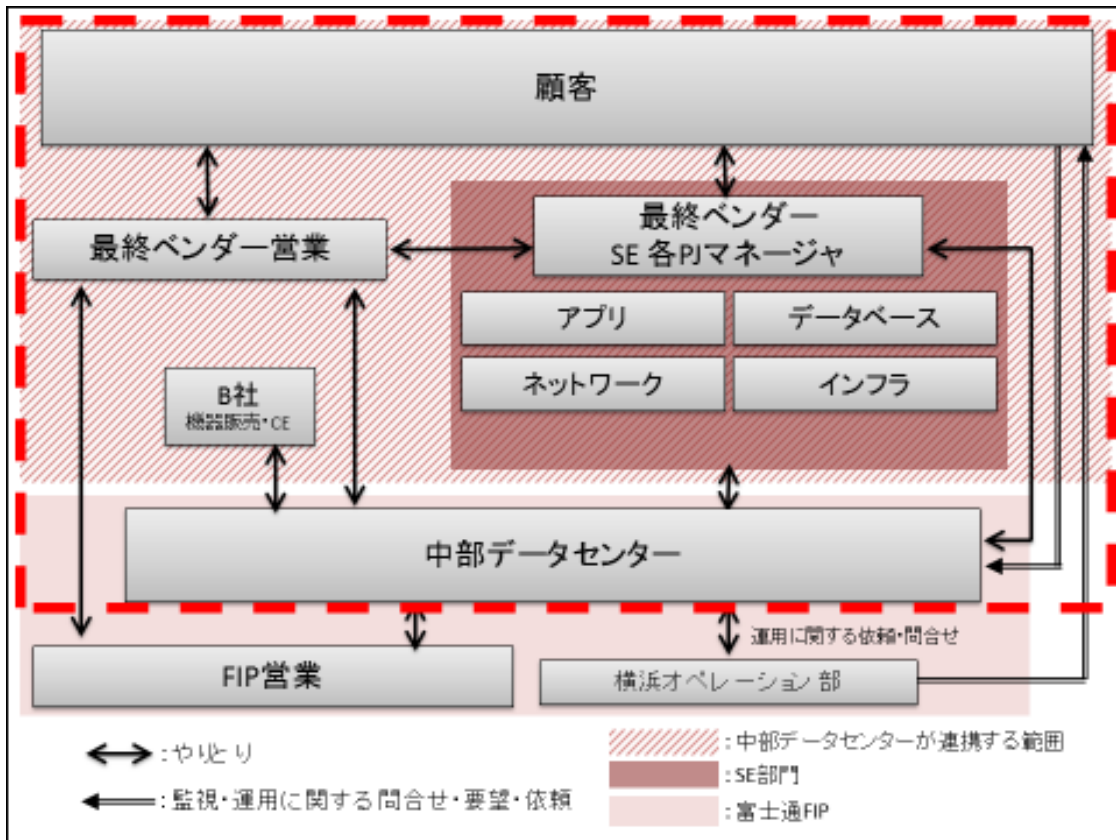 顧客
最終ベンダー営業
最終ベンダー
SE 各PJマネージャ
アプリ
データベース
ネットワーク
インフラ
B社
機器販売・CE
中部データセンター
運用に関する依頼・問合せ
FIP営業
横浜オペレーション部
：やりとり
：監視・運用に関する問合せ・要望・依頼
：中部データセンターが連携する範囲
：SE部門
：富士通FIP